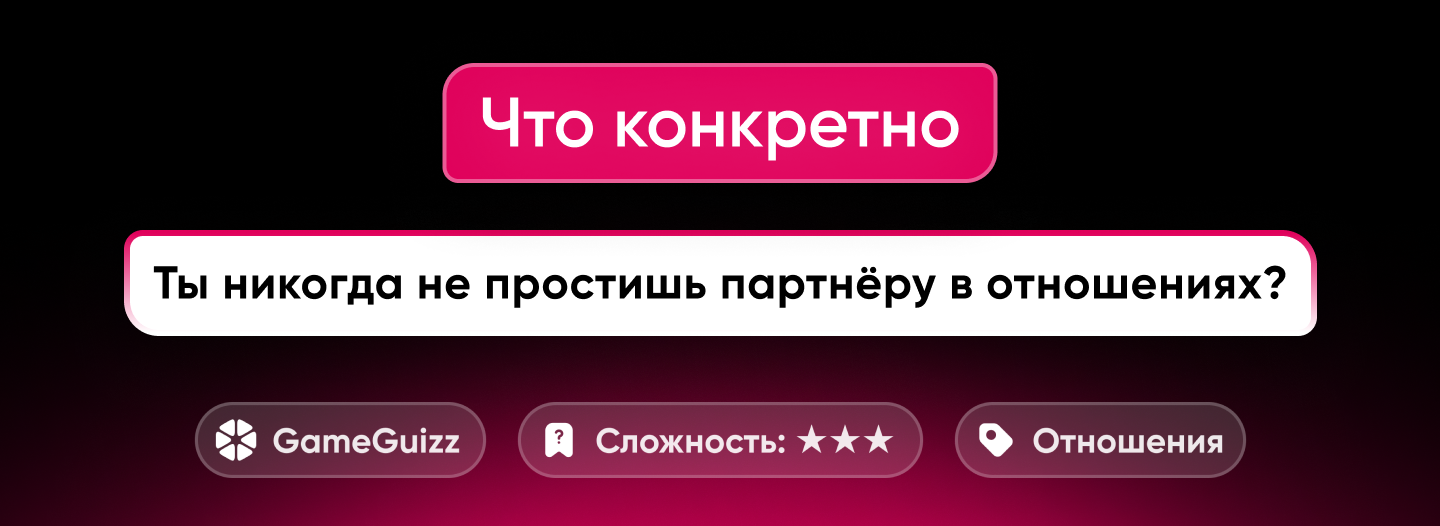 Что конкретно
Ты никогда не простишь партнёру в отношениях?
GameGuizz
Сложность: ★★★
Отношения